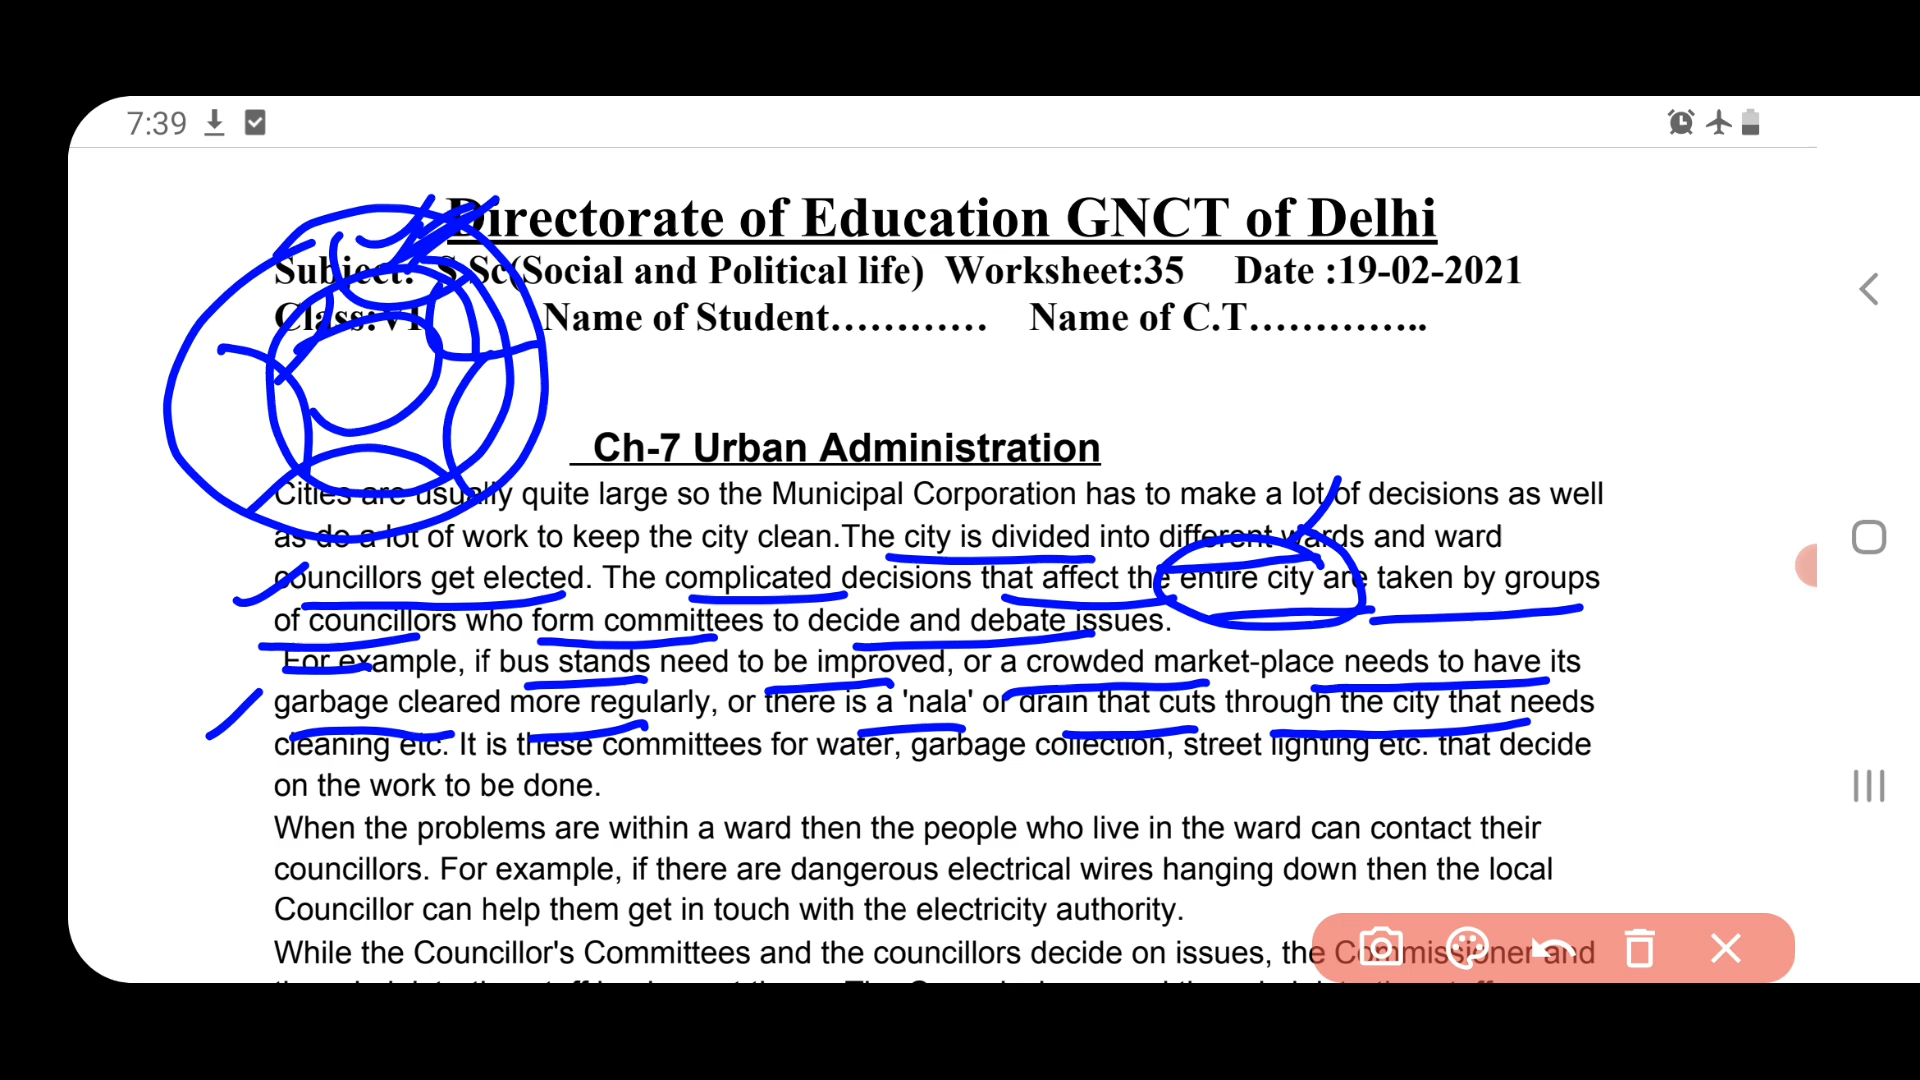 7:39
Directorate of Education GNCT of Delhi
Subject: S.Sc(Social and Political life) Worksheet:35 Date :19-02-2021
Class:VI Name of Student………… Name of C.T…………..
Ch-7 Urban Administration
Cities are usually quite large so the Municipal Corporation has to make a lot of decisions as well
as do a lot of work to keep the city clean.The city is divided into different wards and ward
councillors get elected. The complicated decisions that affect the entire city are taken by groups
of councillors who form committees to decide and debate issues.
For example, if bus stands need to be improved, or a crowded market-place needs to have its
garbage cleared more regularly, or there is a 'nala' or drain that cuts through the city that needs
cleaning etc. It is these committees for water, garbage collection, street lighting etc. that decide
on the work to be done.
When the problems are within a ward then the people who live in the ward can contact their
councillors. For example, if there are dangerous electrical wires hanging down then the local
Councillor can help them get in touch with the electricity authority.
While the Councillor's Committees and the councillors decide on issues, the Commissioner and